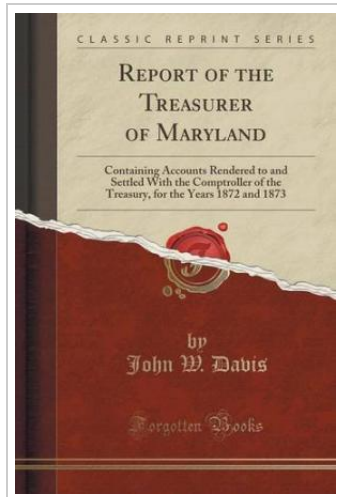 CLASSIC REPRINT SERIES
REPORT OF THE
TREASURER
OF MARYLAND
Containing Accounts Rendered to and
Settled With the Comptroller of the
Treasury, for the Years 1872 and 1873
by
John W. Davis
Forgotten Books